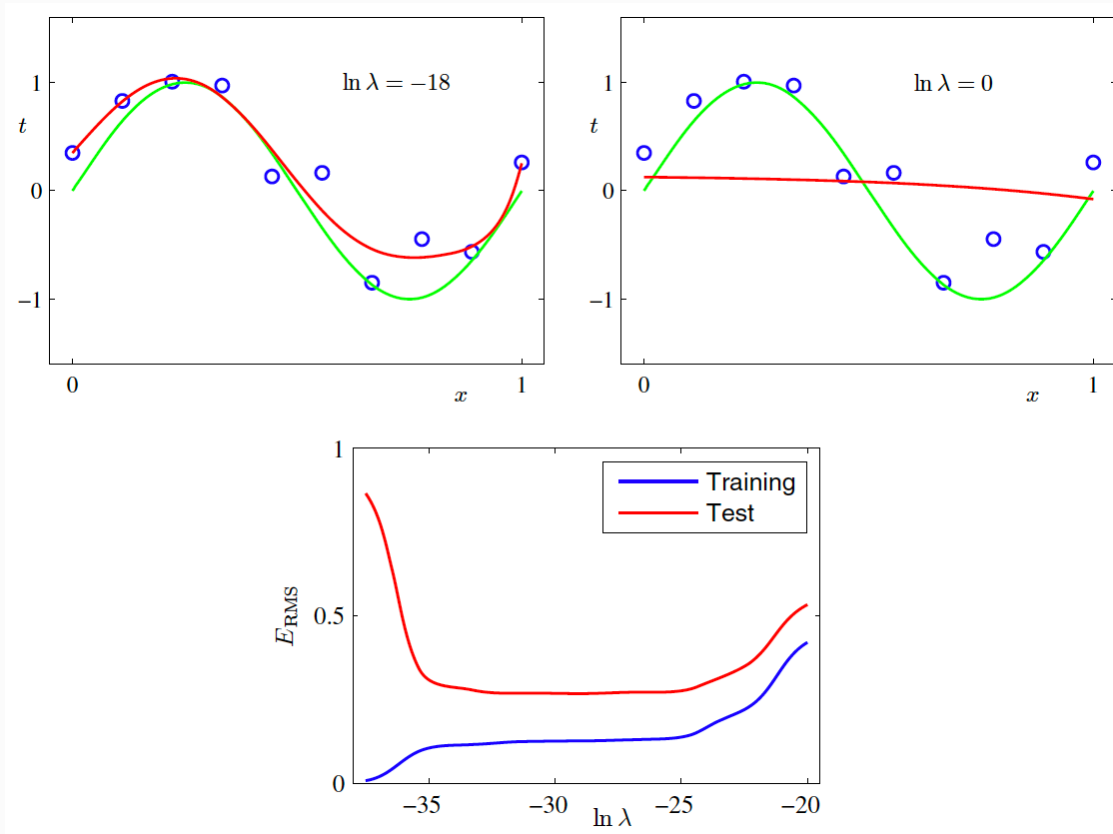 1
ln λ = −18
t
0
−1
0
x
1
1
ln λ = 0
t
0
−1
0
x
1
1
Training
Test
E_RMS
0.5
0
−35
−30
−25
−20
ln λ